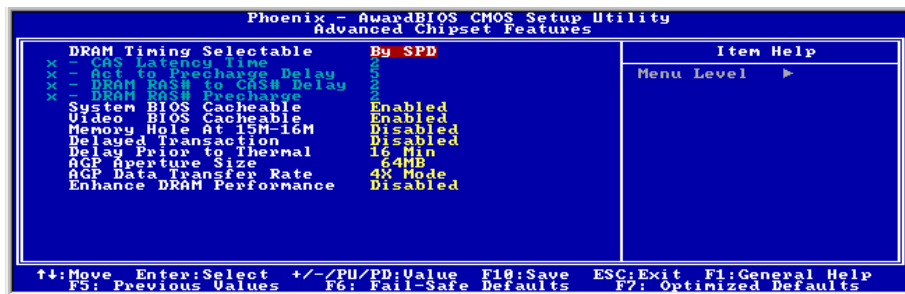 Phoenix - AwardBIOS CMOS Setup Utility
Advanced Chipset Features
DRAM Timing Selectable By SPD
x - CAS Latency Time 2
x - Act to Precharge Delay 5
x - DRAM RAS# to CAS# Delay 2
x - DRAM RAS# Precharge 2
System BIOS Cacheable Enabled
Video BIOS Cacheable Enabled
Memory Hole At 15M-16M Disabled
Delayed Transaction Disabled
Delay Prior to Thermal 16 Min
AGP Aperture Size 64MB
AGP Data Transfer Rate 4X Mode
Enhance DRAM Performance Disabled
Item Help
Menu Level ►
↑↓:Move Enter:Select +/-/PU/PD:Value F10:Save ESC:Exit F1:General Help
F5: Previous Values F6: Fail-Safe Defaults F7: Optimized Defaults